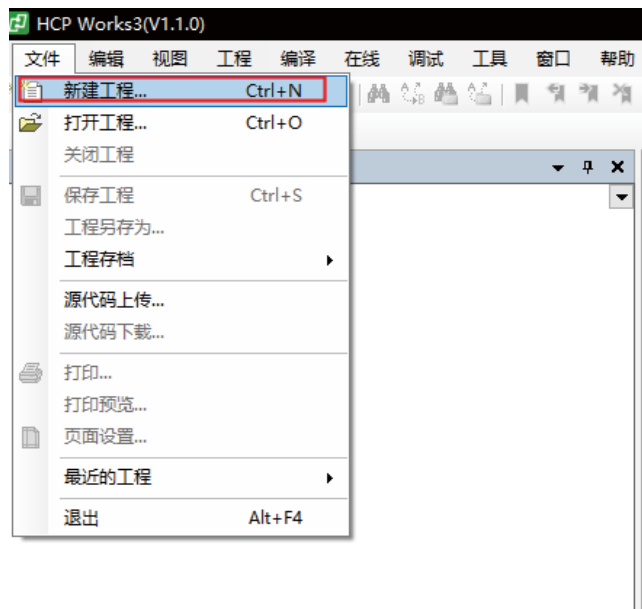 HCP Works3(V1.1.0)
文件 编辑 视图 工程 编译 在线 调试 工具 窗口 帮助
新建工程... Ctrl+N
打开工程... Ctrl+O
关闭工程
保存工程 Ctrl+S
工程另存为...
工程存档
源代码上传...
源代码下载...
打印...
打印预览...
页面设置...
最近的工程
退出 Alt+F4